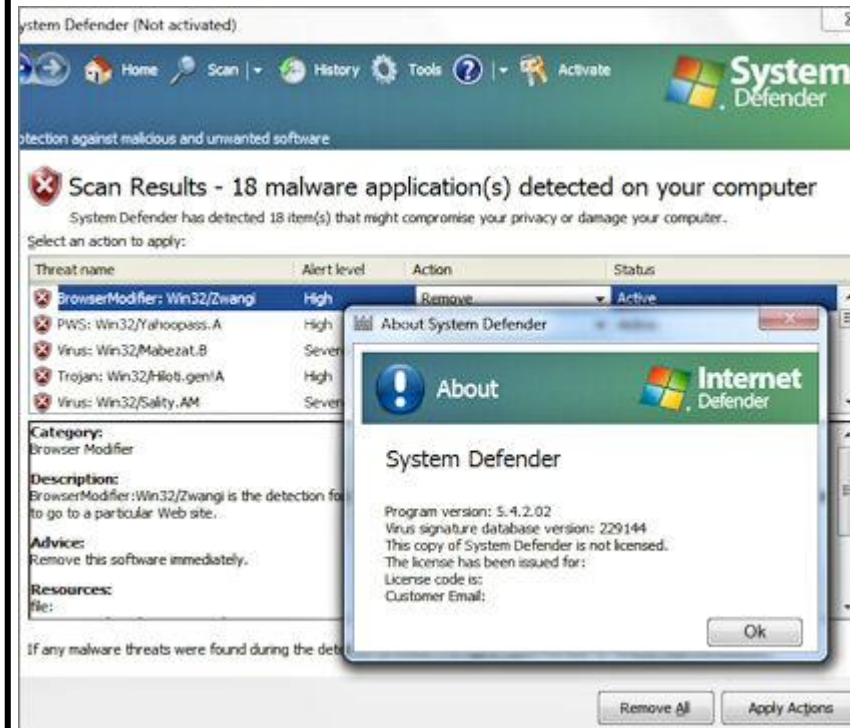 ystem Defender (Not activated)
Home Scan History Tools Activate
System
Defender
otection against malicious and unwanted software
Scan Results - 18 malware application(s) detected on your computer
System Defender has detected 18 item(s) that might compromise your privacy or damage your computer.
Select an action to apply:
Threat name Alert level Action Status
BrowserModifier: Win32/Zwangi High Remove Active
PWS: Win32/Yahoopass.A High
Virus: Win32/Mabezat.B Sever
Trojan: Win32/Hiloti.gen!A High
Virus: Win32/Sality.AM Sever
Category:
Browser Modifier
Description:
BrowserModifier:Win32/Zwangi is the detection fo
to go to a particular Web site.
Advice:
Remove this software immediately.
Resources:
file:
If any malware threats were found during the dete
Remove All Apply Actions
About System Defender
About
Internet
Defender
System Defender
Program version: 5.4.2.02
Virus signature database version: 229144
This copy of System Defender is not licensed.
The license has been issued for:
License code is:
Customer Email:
Ok